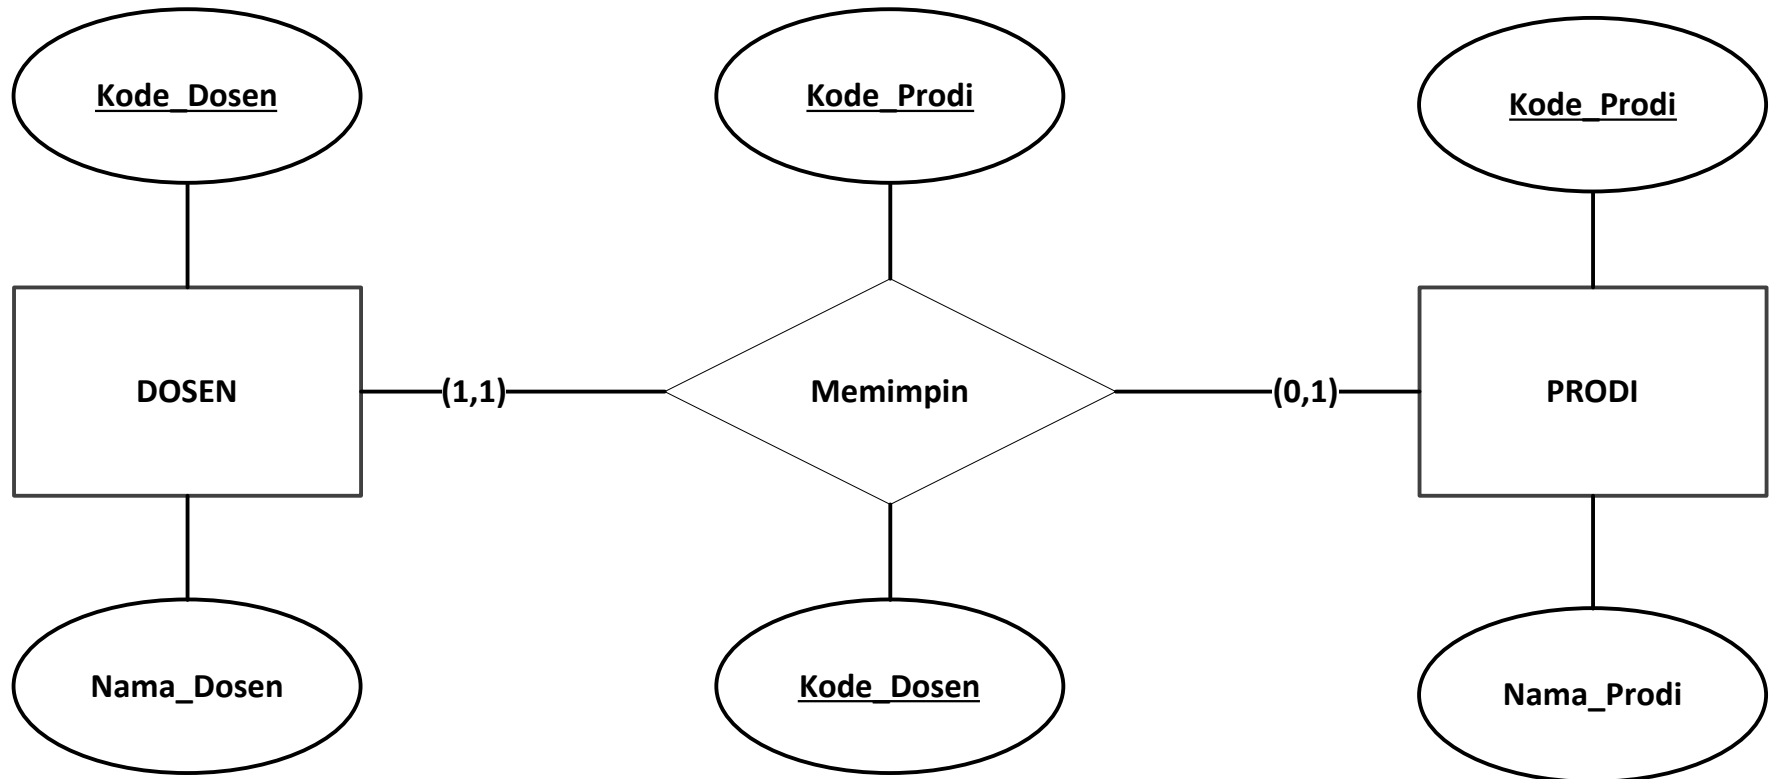 Kode_Dosen
Kode_Prodi
Kode_Prodi
DOSEN
(1,1)
Memimpin
(0,1)
PRODI
Nama_Dosen
Kode_Dosen
Nama_Prodi